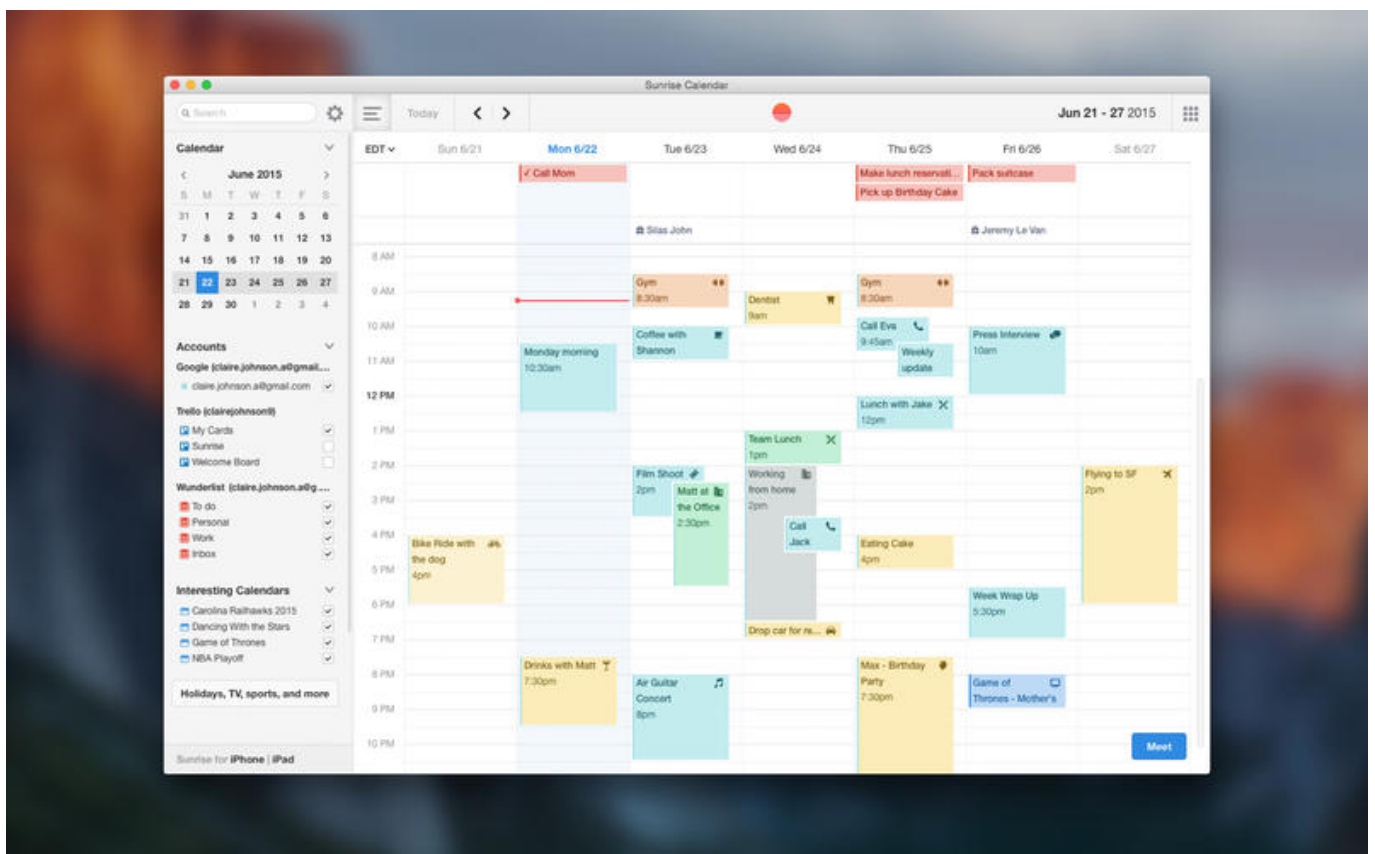 Sunrise Calendar
Search
Today
Jun 21 - 27 2015
Calendar
June 2015
S M T W T F S
31 1 2 3 4 5 6
7 8 9 10 11 12 13
14 15 16 17 18 19 20
21 22 23 24 25 26 27
28 29 30 1 2 3 4
Accounts
Google (claire.johnson.a@gmail....
claire.johnson.a@gmail.com
Trello (clairejohnson9)
My Cards
Sunrise
Welcome Board
Wunderlist (claire.johnson.a@g....
To do
Personal
Work
Inbox
Interesting Calendars
Carolina Railhawks 2015
Dancing With the Stars
Game of Thrones
NBA Playoff
Holidays, TV, sports, and more
Sunrise for iPhone | iPad
EDT Sun 6/21 Mon 6/22 Tue 6/23 Wed 6/24 Thu 6/25 Fri 6/26 Sat 6/27
✓ Call Mom
Make lunch reservati...
Pick up Birthday Cake
Pack suitcase
Silas John
Jeremy Le Van
8 AM
9 AM
10 AM
11 AM
12 PM
1 PM
2 PM
3 PM
4 PM
5 PM
6 PM
7 PM
8 PM
9 PM
10 PM
Bike Ride with
the dog
4pm
Monday morning
10:30am
Drinks with Matt
7:30pm
Gym
8:30am
Coffee with
Shannon
Film Shoot
2pm
Matt at
the Office
2:30pm
Air Guitar
Concert
8pm
Dentist
9am
Team Lunch
1pm
Working
from home
2pm
Call
Jack
Drop car for re...
Gym
8:30am
Call Eva
9:45am
Weekly
update
Lunch with Jake
12pm
Eating Cake
4pm
Max - Birthday
Party
7:30pm
Press Interview
10am
Week Wrap Up
5:30pm
Game of
Thrones - Mother's
Flying to SF
2pm
Meet